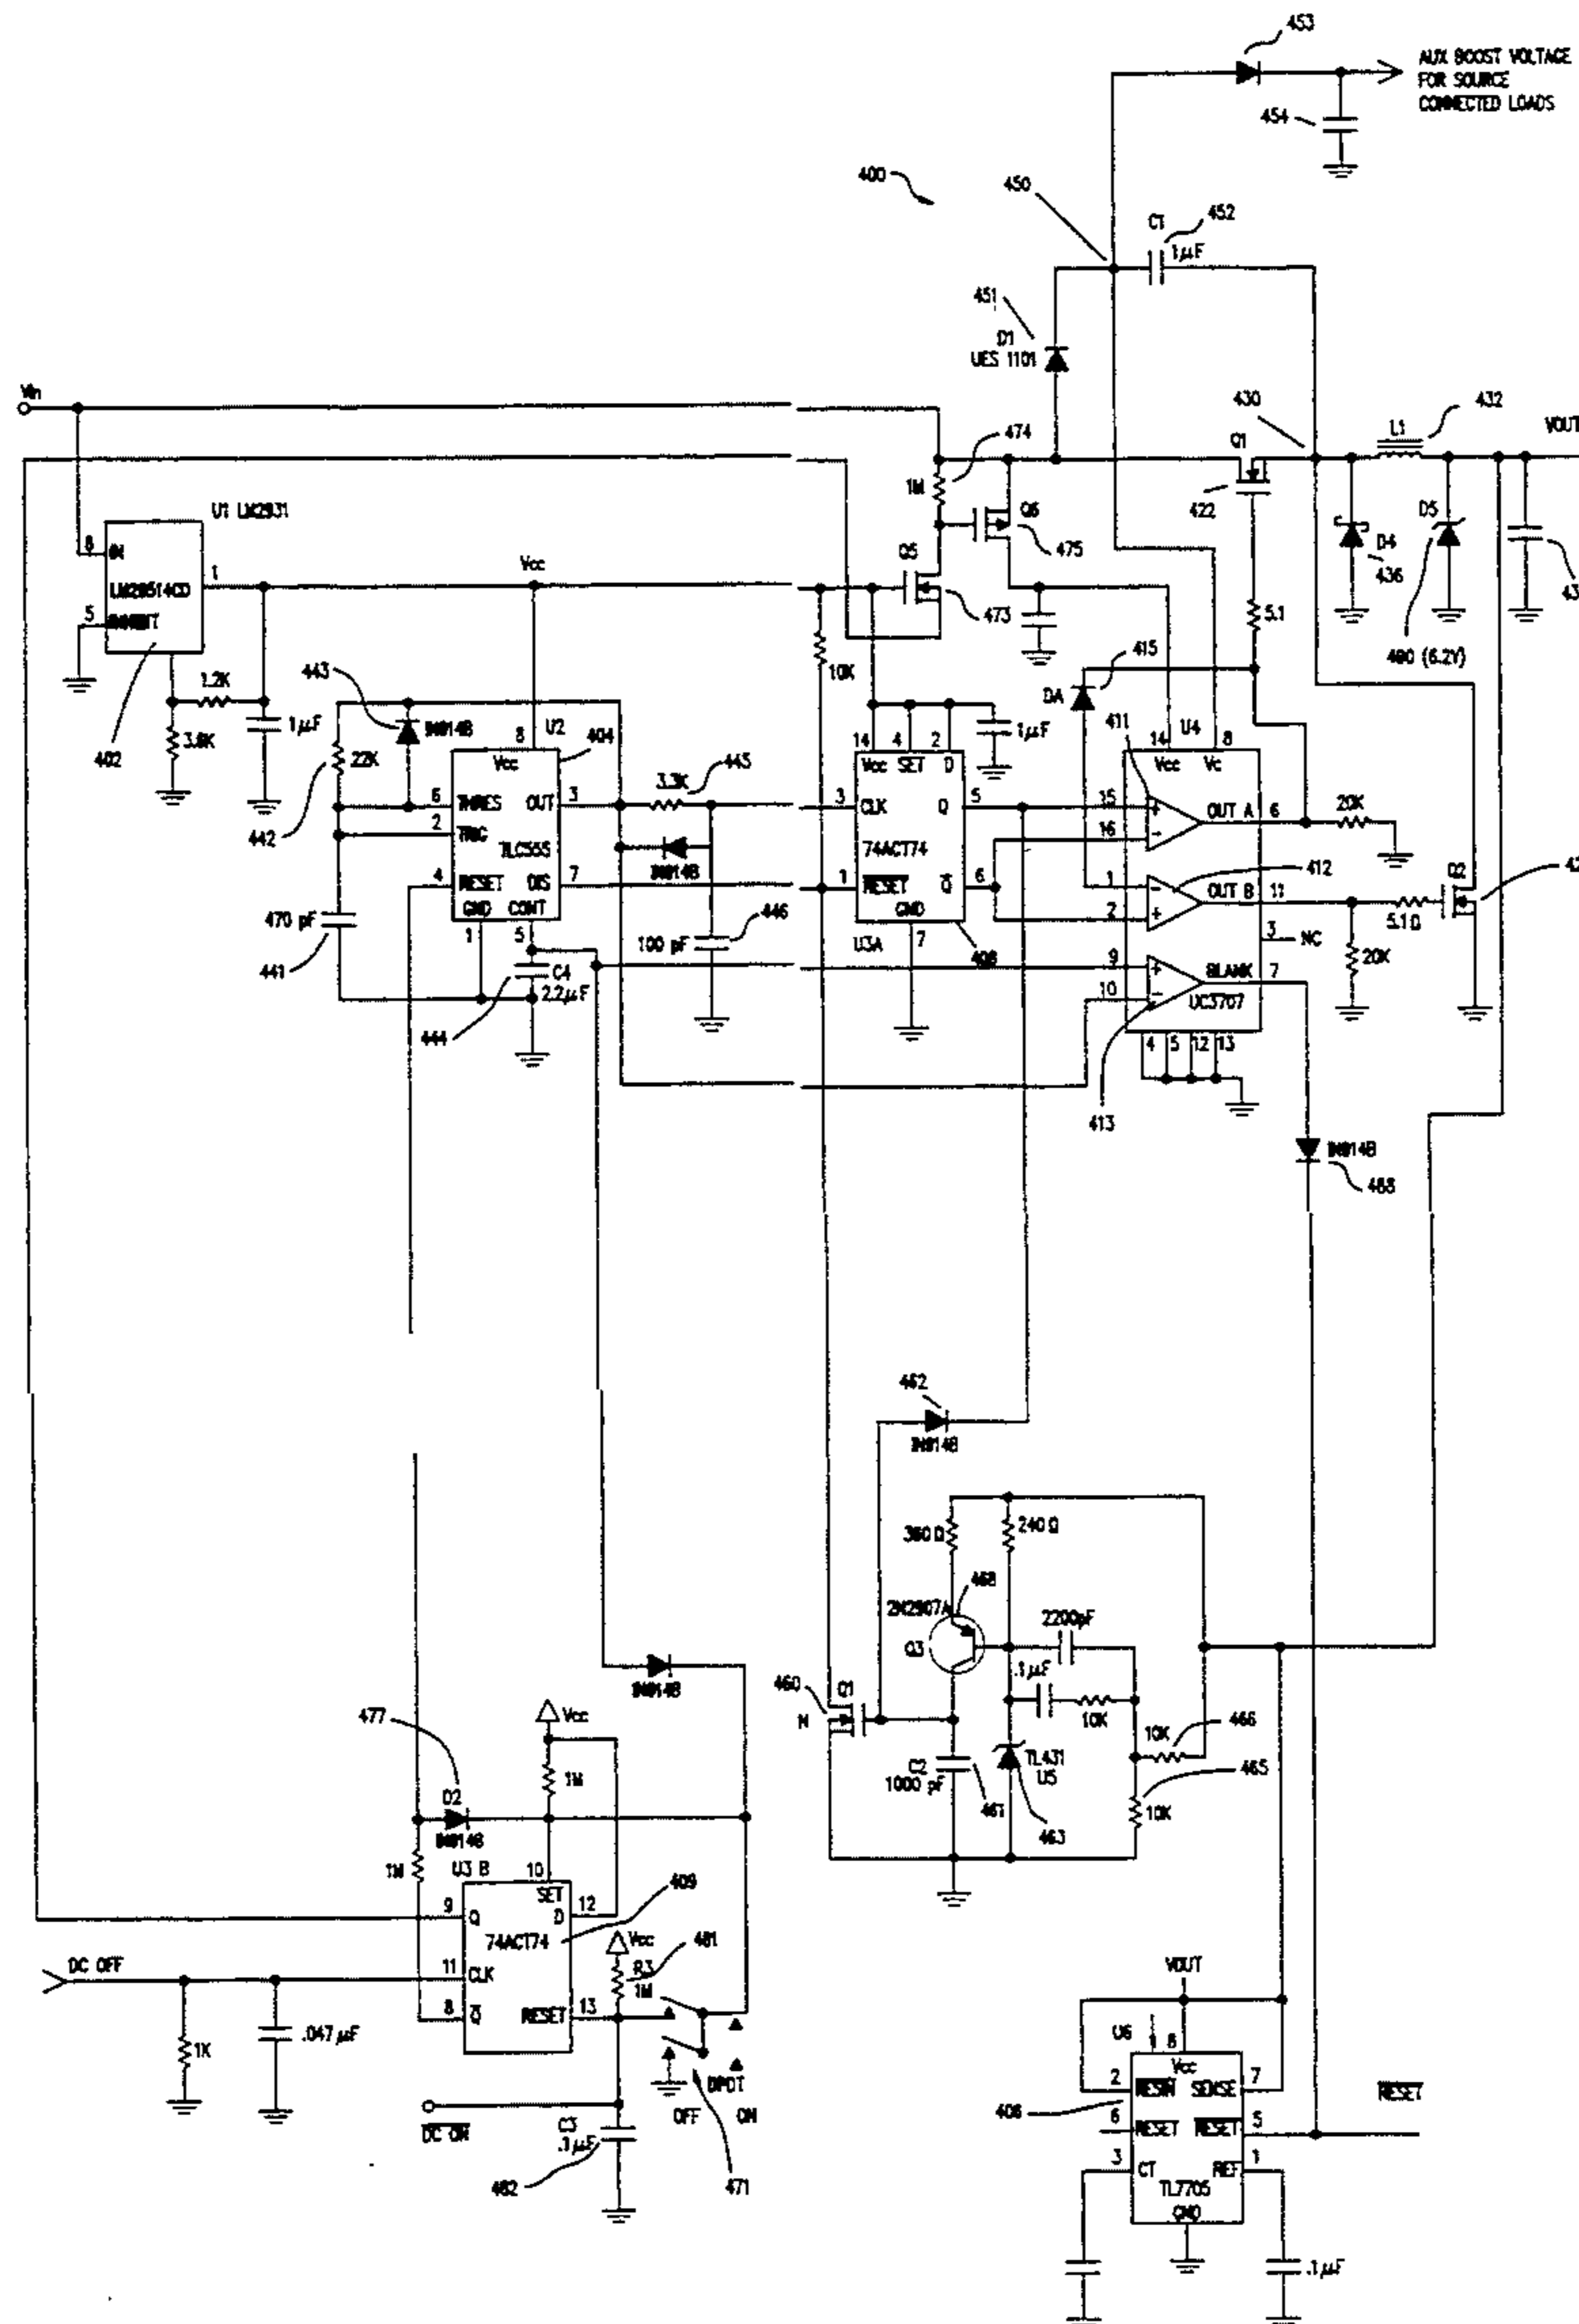 453
AUX BOOST VOLTAGE
FOR SOURCE
CONNECTED LOADS
454
400
450
C1
452
1μF
451
D1
UES 1101
Vin
474
430
432
L1
VOUT
Q1
1M
422
Q6
475
D5
D4
436
U1 LM2931
8
IN
1
5
Vcc
Q5
473
5.1
480 (6.2V)
10K
1.2K
443
1μF
3.9K
402
415
DA
411
1N914B
U2
404
8
Vcc
22K
442
445
3.3K
14
4
2
1μF
Vcc
SET
D
14
U4
8
Vcc
Vc
6
THRES
OUT
3
2
TRIG
TLC555
3
CLK
Q
5
74ACT74
15
16
OUT A
6
20K
4
RESET
DIS
7
1N914B
1
RESET
Q
6
GND
CONT
GND
1
412
2
OUT B
11
Q2
5.1Ω
470 pF
441
1
5
100 pF
446
7
U3A
408
3
NC
20K
C4
2.2μF
444
9
BLANK
7
10
UC3707
4
5
12
13
413
1N914B
488
462
1N914B
360Ω
240Ω
468
2N2907A
Q3
2200pF
.1μF
10K
1N914B
460
Q1
N
10K
466
477
Vcc
C2
1000 pF
461
TL431
U5
463
465
10K
1M
D2
1N914B
1M
U3 B
10
SET
9
Q
D
12
409
74ACT74
Vcc
481
R3
1M
DC OFF
11
CLK
8
Q
RESET
13
1K
.047μF
DPDT
OFF
ON
DC ON
C3
.1μF
482
471
VOUT
U6
8
Vcc
2
RESIN
SENSE
7
406
RESET
6
RESET
RESET
5
3
CT
REF
1
TL7705
GND
.1μF